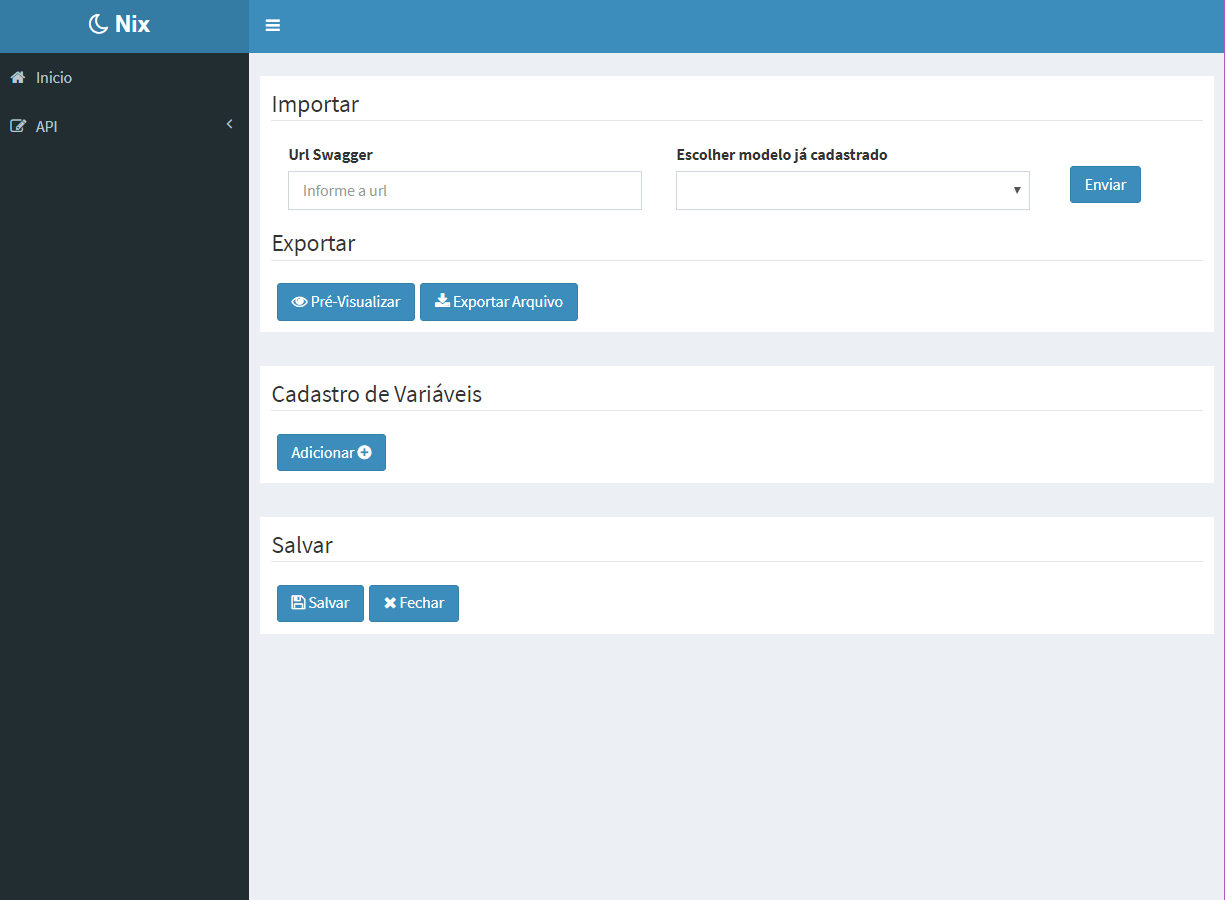 Nix
Inicio
API
Importar
Url Swagger
Escolher modelo já cadastrado
Informe a url
Enviar
Exportar
Pré-Visualizar
Exportar Arquivo
Cadastro de Variáveis
Adicionar
Salvar
Salvar
Fechar